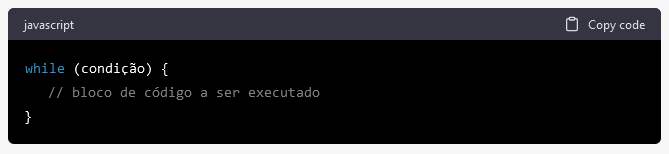 javascript
Copy code
while (condição) {
// bloco de código a ser executado
}